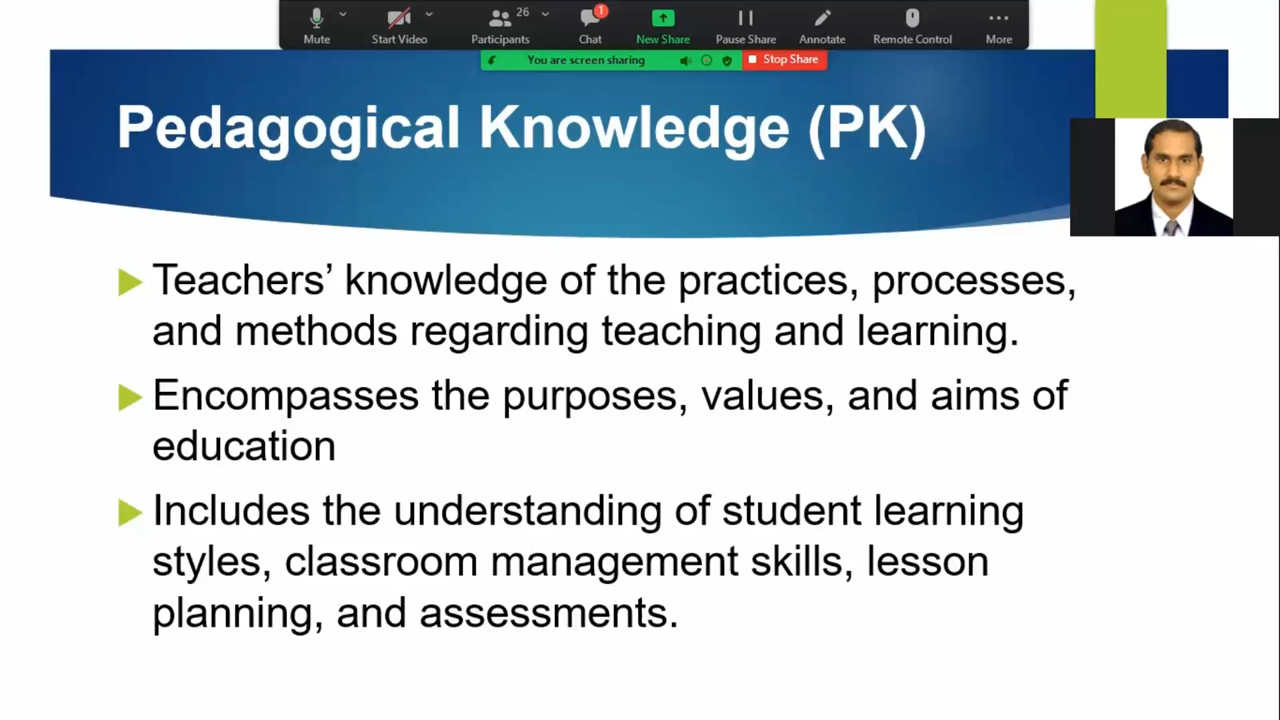 26
1
Mute
Start Video
Participants
Chat
New Share
Pause Share
Annotate
Remote Control
More
You are screen sharing
Stop Share
Pedagogical Knowledge (PK)
Teachers’ knowledge of the practices, processes,
and methods regarding teaching and learning.
Encompasses the purposes, values, and aims of
education
Includes the understanding of student learning
styles, classroom management skills, lesson
planning, and assessments.